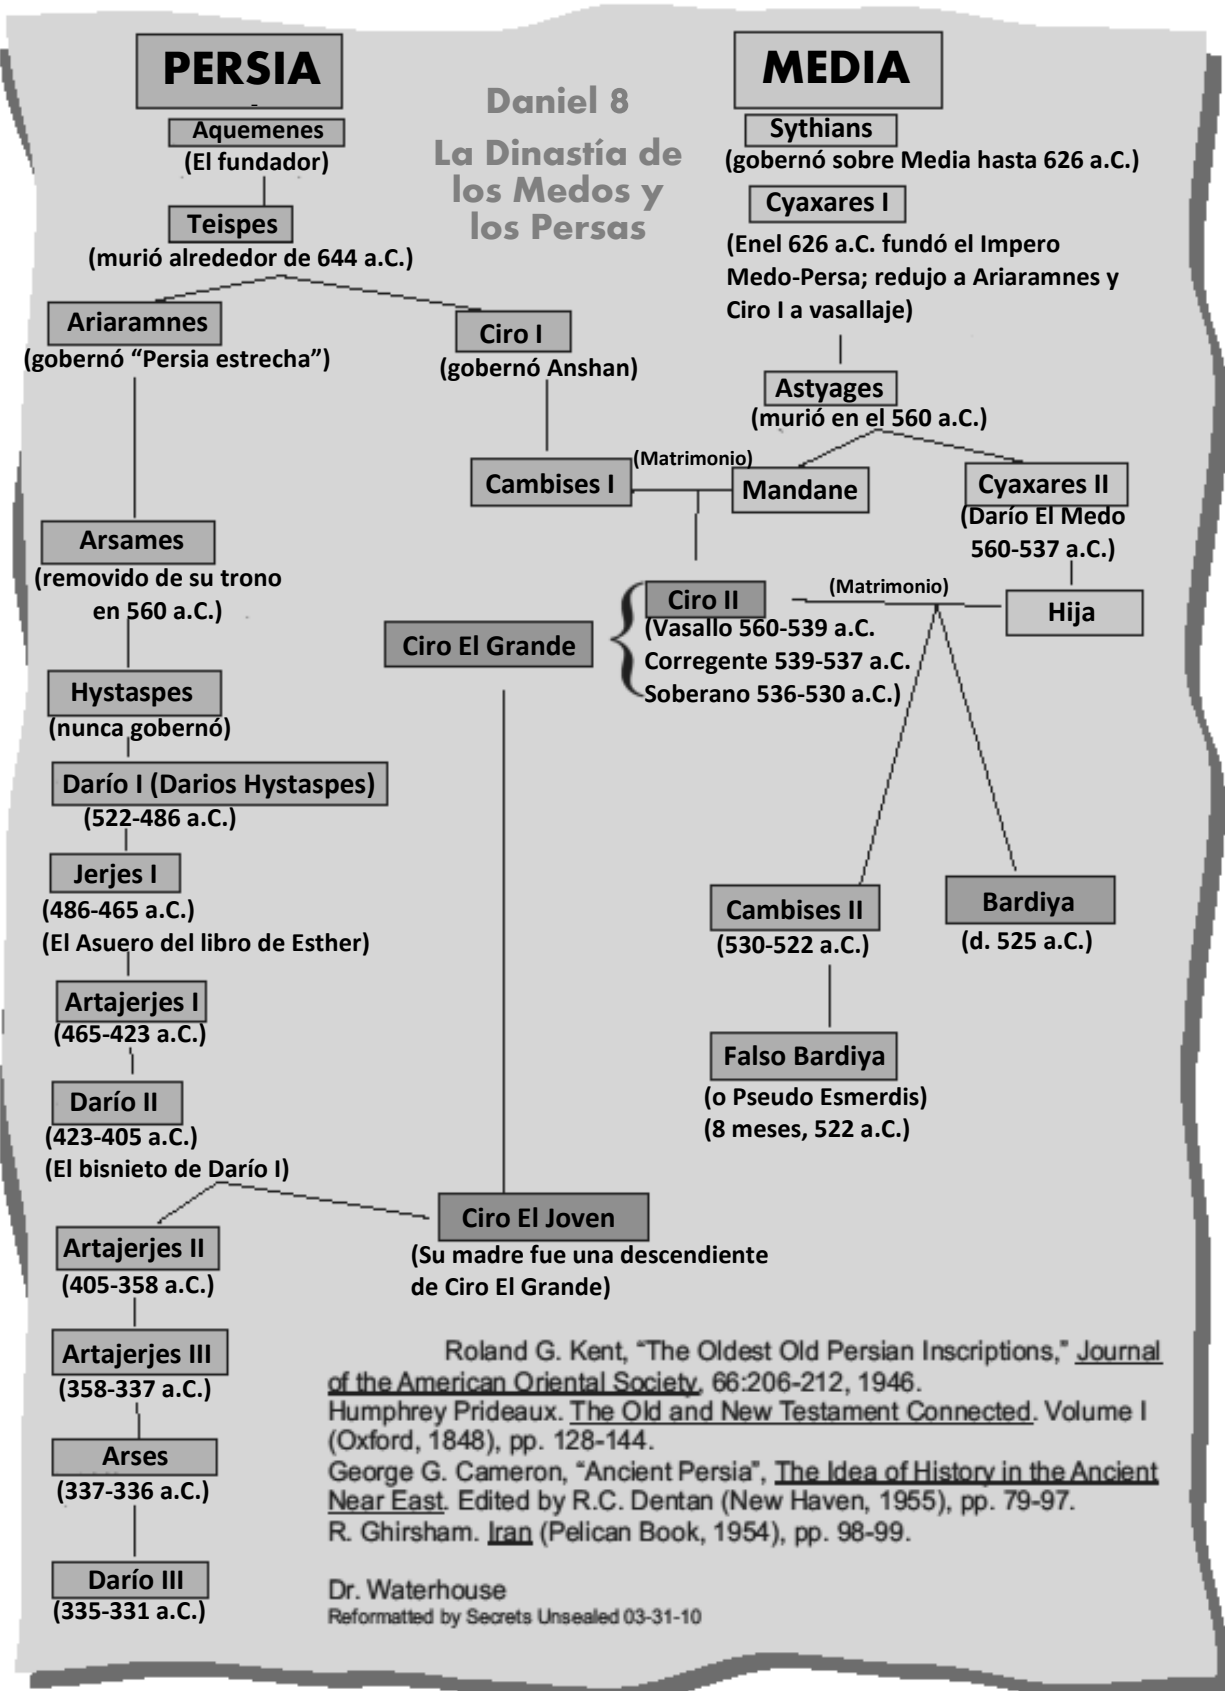 PERSIA
Aquemenes
(El fundador)
Teispes
(murió alrededor de 644 a.C.)
Ariaramnes
(gobernó “Persia estrecha”)
Ciro I
(gobernó Anshan)
Daniel 8
La Dinastía de
los Medos y
los Persas
MEDIA
Sythians
(gobernó sobre Media hasta 626 a.C.)
Cyaxares I
(Enel 626 a.C. fundó el Impero
Medo-Persa; redujo a Ariaramnes y
Ciro I a vasallaje)
Astyages
(murió en el 560 a.C.)
Cambises I
(Matrimonio)
Mandane
Cyaxares II
(Darío El Medo
560-537 a.C.)
Arsames
(removido de su trono
en 560 a.C.)
Ciro El Grande
Ciro II
(Vasallo 560-539 a.C.
Corregente 539-537 a.C.
Soberano 536-530 a.C.)
(Matrimonio)
Hija
Hystaspes
(nunca gobernó)
Darío I (Darios Hystaspes)
(522-486 a.C.)
Jerjes I
(486-465 a.C.)
(El Asuero del libro de Esther)
Cambises II
(530-522 a.C.)
Bardiya
(d. 525 a.C.)
Artajerjes I
(465-423 a.C.)
Falso Bardiya
(o Pseudo Esmerdis)
(8 meses, 522 a.C.)
Darío II
(423-405 a.C.)
(El bisnieto de Darío I)
Ciro El Joven
(Su madre fue una descendiente
de Ciro El Grande)
Artajerjes II
(405-358 a.C.)
Artajerjes III
(358-337 a.C.)
Arses
(337-336 a.C.)
Darío III
(335-331 a.C.)
Roland G. Kent, “The Oldest Old Persian Inscriptions,” Journal
of the American Oriental Society, 66:206-212, 1946.
Humphrey Prideaux. The Old and New Testament Connected. Volume I
(Oxford, 1848), pp. 128-144.
George G. Cameron, “Ancient Persia”, The Idea of History in the Ancient
Near East. Edited by R.C. Dentan (New Haven, 1955), pp. 79-97.
R. Ghirsham. Iran (Pelican Book, 1954), pp. 98-99.
Dr. Waterhouse
Reformatted by Secrets Unsealed 03-31-10